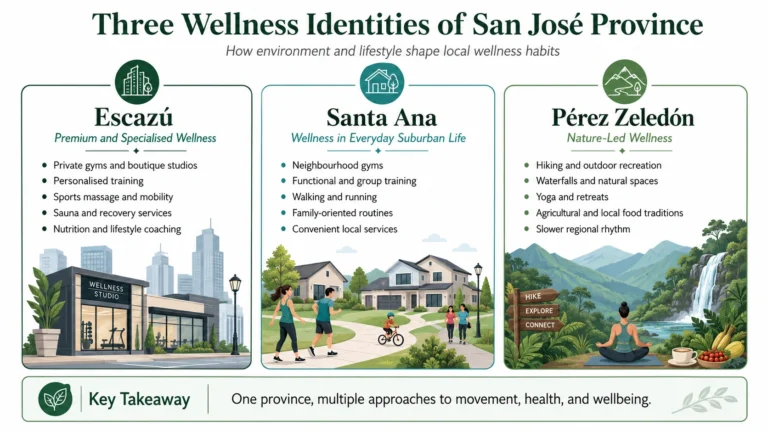 Three Wellness Identities of San José Province
How environment and lifestyle shape local wellness habits
Escazú
Premium and Specialised Wellness
• Private gyms and boutique studios
• Personalised training
• Sports massage and mobility
• Sauna and recovery services
• Nutrition and lifestyle coaching
WELLNESS
STUDIO
Santa Ana
Wellness in Everyday Suburban Life
• Neighbourhood gyms
• Functional and group training
• Walking and running
• Family-oriented routines
• Convenient local services
Pérez Zeledón
Nature-Led Wellness
• Hiking and outdoor recreation
• Waterfalls and natural spaces
• Yoga and retreats
• Agricultural and local food traditions
• Slower regional rhythm
HIKE
EXPLORE
CONNECT
Key Takeaway
One province, multiple approaches to movement, health, and wellbeing.